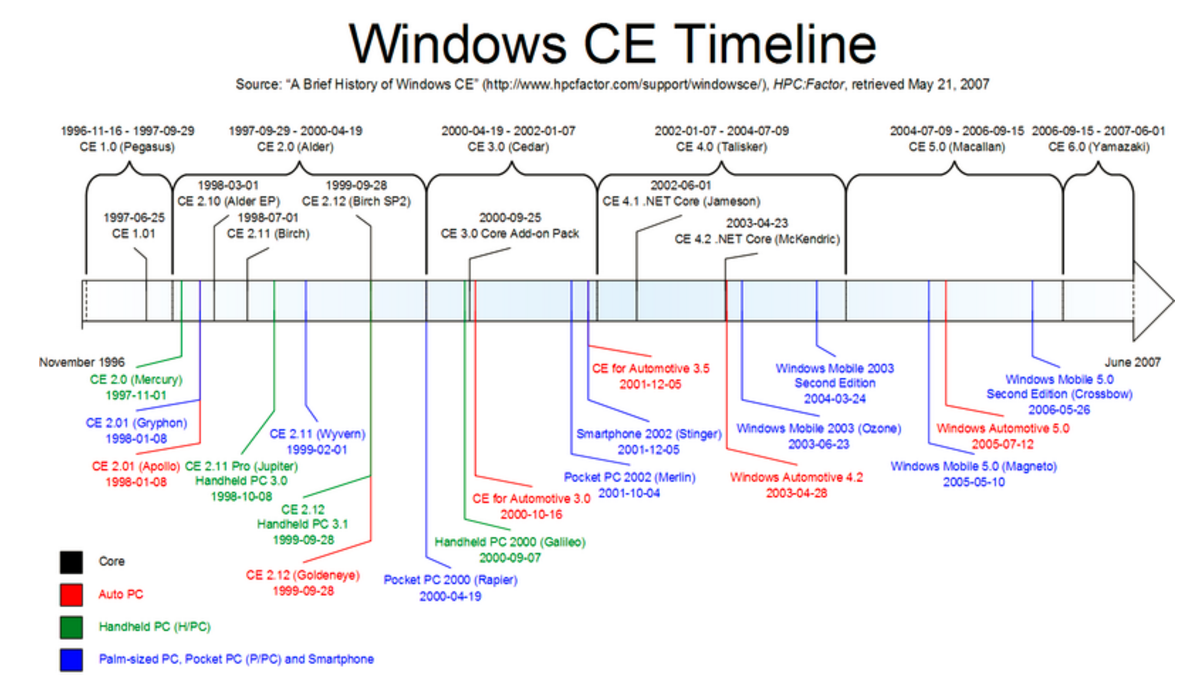 Windows CE Timeline
Source: “A Brief History of Windows CE” (http://www.hpcfactor.com/support/windowsce/), HPC:Factor, retrieved May 21, 2007
1996-11-16 - 1997-09-29
CE 1.0 (Pegasus)
1997-09-29 - 2000-04-19
CE 2.0 (Alder)
2000-04-19 - 2002-01-07
CE 3.0 (Cedar)
2002-01-07 - 2004-07-09
CE 4.0 (Talisker)
2004-07-09 - 2006-09-15
CE 5.0 (Macallan)
2006-09-15 - 2007-06-01
CE 6.0 (Yamazaki)
1997-06-25
CE 1.01
1998-03-01
CE 2.10 (Alder EP)
1998-07-01
CE 2.11 (Birch)
1999-09-28
CE 2.12 (Birch SP2)
2000-09-25
CE 3.0 Core Add-on Pack
2002-06-01
CE 4.1 .NET Core (Jameson)
2003-04-23
CE 4.2 .NET Core (McKendric)
November 1996
June 2007
CE 2.0 (Mercury)
1997-11-01
CE 2.01 (Gryphon)
1998-01-08
CE 2.01 (Apollo)
1998-01-08
CE 2.11 Pro (Jupiter)
Handheld PC 3.0
1998-10-08
CE 2.11 (Wyvern)
1999-02-01
CE 2.12
Handheld PC 3.1
1999-09-28
CE 2.12 (Goldeneye)
1999-09-28
Pocket PC 2000 (Rapier)
2000-04-19
Handheld PC 2000 (Galileo)
2000-09-07
CE for Automotive 3.0
2000-10-16
Pocket PC 2002 (Merlin)
2001-10-04
Smartphone 2002 (Stinger)
2001-12-05
CE for Automotive 3.5
2001-12-05
Windows Automotive 4.2
2003-04-28
Windows Mobile 2003 (Ozone)
2003-06-23
Windows Mobile 2003
Second Edition
2004-03-24
Windows Mobile 5.0 (Magneto)
2005-05-10
Windows Automotive 5.0
2005-07-12
Windows Mobile 5.0
Second Edition (Crossbow)
2006-05-26
Core
Auto PC
Handheld PC (H/PC)
Palm-sized PC, Pocket PC (P/PC) and Smartphone